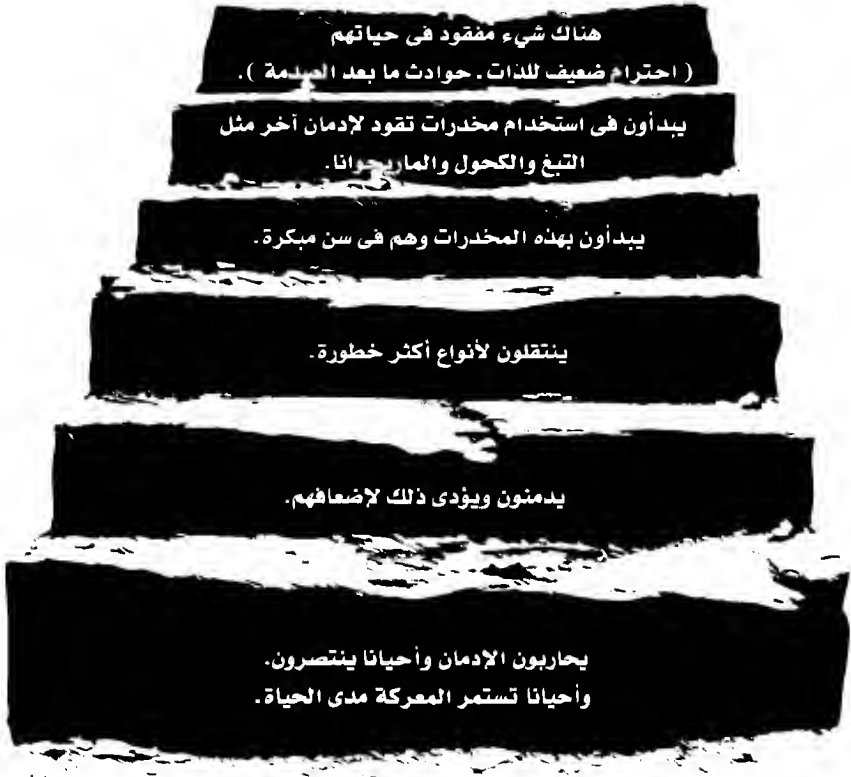 هناك شيء مفقود فى حياتهم
( احترام ضعيف للذات . حوادث ما بعد الصدمة ).
يبدأون فى استخدام مخدرات تقود لإدمان آخر مثل
التبغ والكحول والماريجوانا.
يبدأون بهذه المخدرات وهم فى سن مبكرة.
ينتقلون لأنواع أكثر خطورة.
يدمنون ويؤدى ذلك لإضعافهم.
يحاربون الإدمان وأحيانا ينتصرون.
وأحيانا تستمر المعركة مدى الحياة.